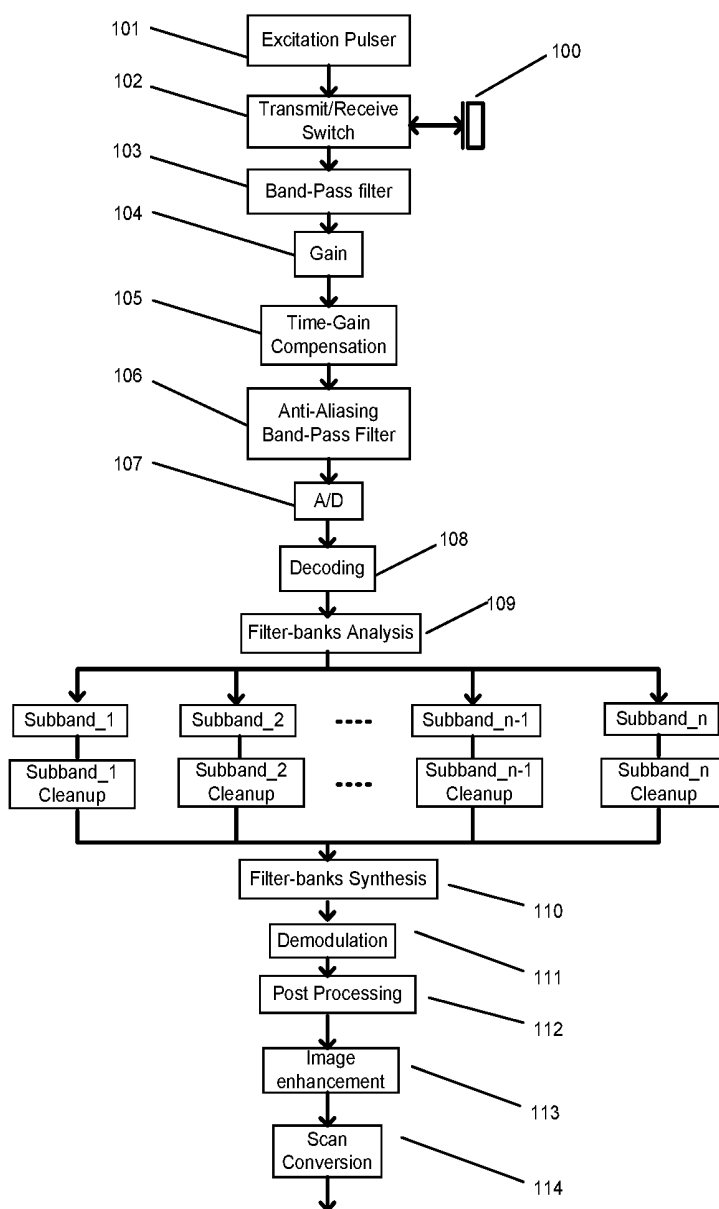 101
Excitation Pulser
100
102
Transmit/Receive
Switch
103
Band-Pass filter
104
Gain
105
Time-Gain
Compensation
106
Anti-Aliasing
Band-Pass Filter
107
A/D
108
Decoding
109
Filter-banks Analysis
Subband_1
Subband_2
Subband_n-1
Subband_n
Subband_1
Cleanup
Subband_2
Cleanup
Subband_n-1
Cleanup
Subband_n
Cleanup
Filter-banks Synthesis
110
Demodulation
111
Post Processing
112
Image
enhancement
113
Scan
Conversion
114